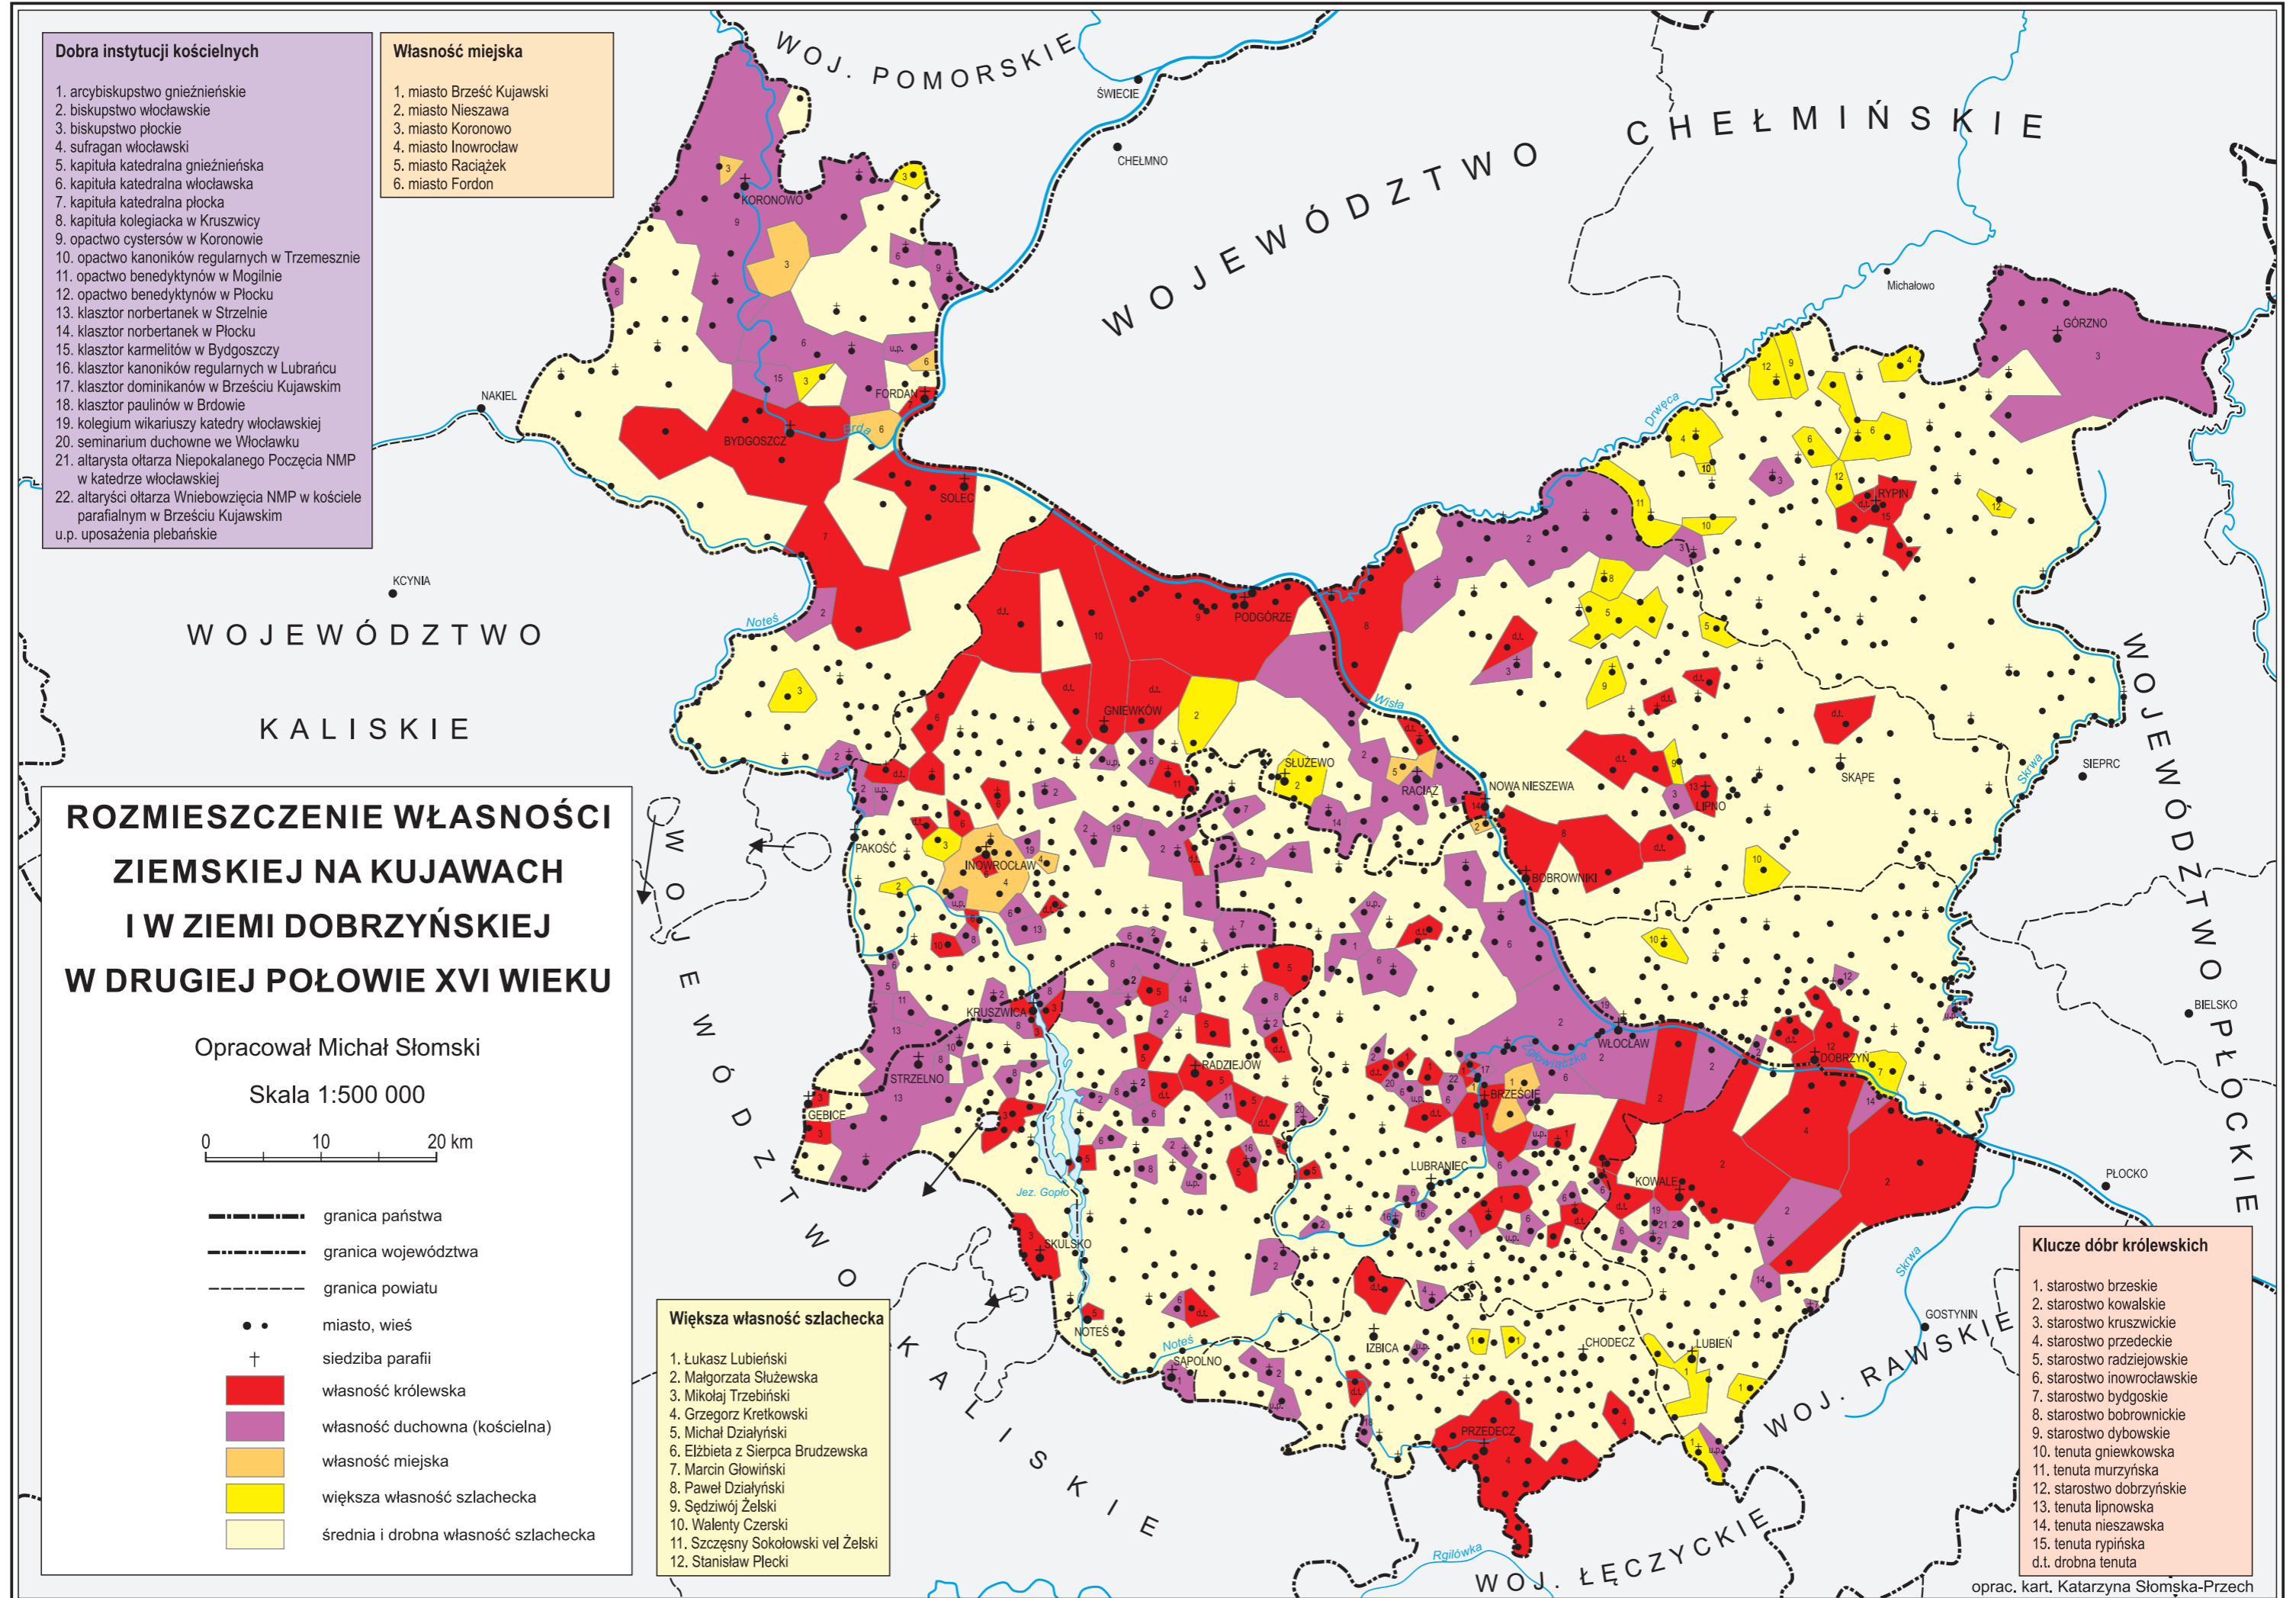 Dobra instytucji kościelnych
1. arcybiskupstwo gnieźnieńskie
2. biskupstwo włocławskie
3. biskupstwo płockie
4. sufragan włocławski
5. kapituła katedralna gnieźnieńska
6. kapituła katedralna włocławska
7. kapituła katedralna płocka
8. kapituła kolegiacka w Kruszwicy
9. opactwo cystersów w Koronowie
10. opactwo kanoników regularnych w Trzemesznie
11. opactwo benedyktynów w Mogilnie
12. opactwo benedyktynów w Płocku
13. klasztor norbertanek w Strzelnie
14. klasztor norbertanek w Płocku
15. klasztor karmelitów w Bydgoszczy
16. klasztor kanoników regularnych w Lubrańcu
17. klasztor dominikanów w Brześciu Kujawskim
18. klasztor paulinów w Brdowie
19. kolegium wikariuszy katedry włocławskiej
20. seminarium duchowne we Włocławku
21. altarysta ołtarza Niepokalanego Poczęcia NMP
w katedrze włocławskiej
22. altaryści ołtarza Wniebowzięcia NMP w kościele
parafialnym w Brześciu Kujawskim
u.p. uposażenia plebańskie
Własność miejska
1. miasto Brześć Kujawski
2. miasto Nieszawa
3. miasto Koronowo
4. miasto Inowrocław
5. miasto Raciążek
6. miasto Fordon
WOJ. POMORSKIE
ŚWIECIE
CHEŁMNO
WOJEWÓDZTWO CHEŁMIŃSKIE
Michałowo
GÓRZNO
KORONOWO
NAKIEL
FORDAN
BYDGOSZCZ
Brda
SOLEC
Drwęca
RYPIN
KCYNIA
WOJEWÓDZTWO
KALISKIE
Noteś
PODGÓRZE
GNIEWKÓW
Wisła
SŁUŻEWO
RACIĄŻ
NOWA NIESZEWA
SKĄPE
LIPNO
SIEPRC
Skrwa
WOJEWÓDZTWO PŁOCKIE
PAKOŚĆ
INOWROCŁAW
BOBROWNIKI
BIELSKO
KRUSZWICA
STRZELNO
RADZIEJÓW
WŁOCŁAW
Zgłowiączka
DOBRZYŃ
GĘBICE
BRZEŚCIE
LUBRANIEC
KOWALE
PŁOCKO
Jez. Gopło
SKULSKO
NOTEŚ
Noteś
SĄPOLNO
IZBICA
CHODECZ
LUBIEŃ
GOSTYNIN
Skrwa
PRZEDECZ
WOJ. RAWSKIE
WOJ. ŁĘCZYCKIE
Rgilówka
WOJEWÓDZTWO KALISKIE
ROZMIESZCZENIE WŁASNOŚCI
ZIEMSKIEJ NA KUJAWACH
I W ZIEMI DOBRZYŃSKIEJ
W DRUGIEJ POŁOWIE XVI WIEKU
Opracował Michał Słomski
Skala 1:500 000
0 10 20 km
granica państwa
granica województwa
granica powiatu
miasto, wieś
siedziba parafii
własność królewska
własność duchowna (kościelna)
własność miejska
większa własność szlachecka
średnia i drobna własność szlachecka
Większa własność szlachecka
1. Łukasz Lubieński
2. Małgorzata Służewska
3. Mikołaj Trzebiński
4. Grzegorz Kretkowski
5. Michał Działyński
6. Elżbieta z Sierpca Brudzewska
7. Marcin Głowiński
8. Paweł Działyński
9. Sędziwój Żelski
10. Walenty Czerski
11. Szczęsny Sokołowski vel Żelski
12. Stanisław Plecki
Klucze dóbr królewskich
1. starostwo brzeskie
2. starostwo kowalskie
3. starostwo kruszwickie
4. starostwo przedeckie
5. starostwo radziejowskie
6. starostwo inowrocławskie
7. starostwo bydgoskie
8. starostwo bobrownickie
9. starostwo dybowskie
10. tenuta gniewkowska
11. tenuta murzyńska
12. starostwo dobrzyńskie
13. tenuta lipnowska
14. tenuta nieszawska
15. tenuta rypińska
d.t. drobna tenuta
oprac. kart. Katarzyna Słomska-Przech